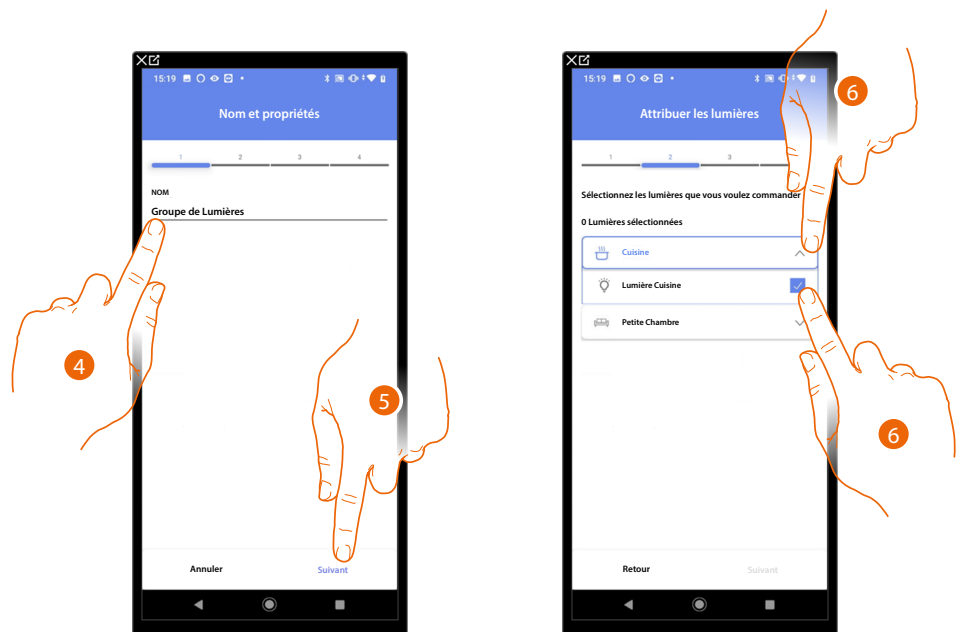 15:19
Nom et propriétés
1 2 3 4
NOM
Groupe de Lumières
4
5
Annuler Suivant
15:19
6
Attribuer les lumières
1 2 3
Sélectionnez les lumières que vous voulez commander
0 Lumières sélectionnées
Cuisine
Lumière Cuisine
Petite Chambre
6
Retour Suivant